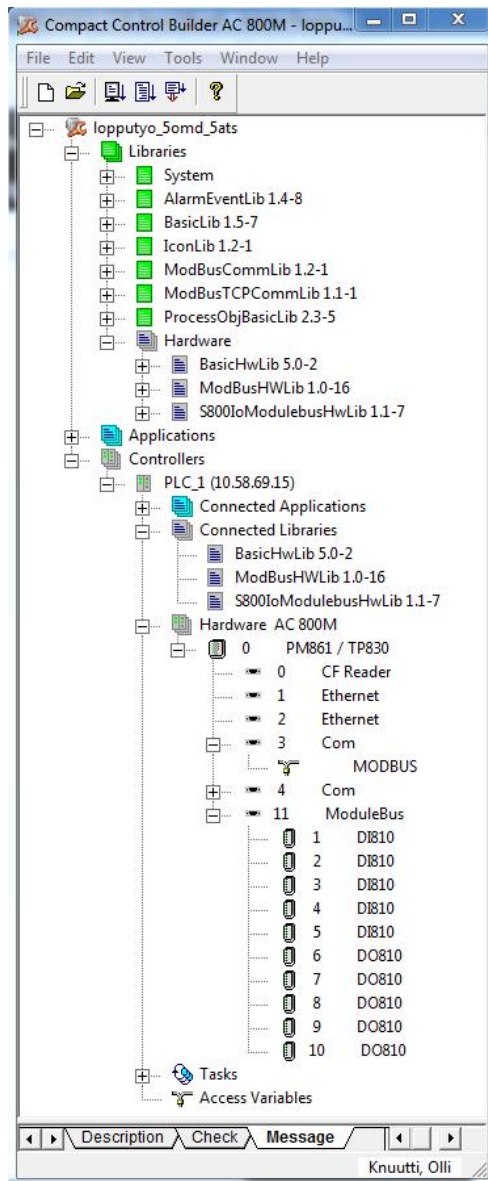 Compact Control Builder AC 800M - loppu...
File Edit View Tools Window Help
lopputyo_5omd_5ats
Libraries
System
AlarmEventLib 1.4-8
BasicLib 1.5-7
IconLib 1.2-1
ModBusCommLib 1.2-1
ModBusTCPCommLib 1.1-1
ProcessObjBasicLib 2.3-5
Hardware
BasicHwLib 5.0-2
ModBusHWLib 1.0-16
S800IoModulebusHwLib 1.1-7
Applications
Controllers
PLC_1 (10.58.69.15)
Connected Applications
Connected Libraries
BasicHwLib 5.0-2
ModBusHWLib 1.0-16
S800IoModulebusHwLib 1.1-7
Hardware AC 800M
0 PM861 / TP830
0 CF Reader
1 Ethernet
2 Ethernet
3 Com
MODBUS
4 Com
11 ModuleBus
1 DI810
2 DI810
3 DI810
4 DI810
5 DI810
6 DO810
7 DO810
8 DO810
9 DO810
10 DO810
Tasks
Access Variables
Description Check Message
Knuutti, Olli